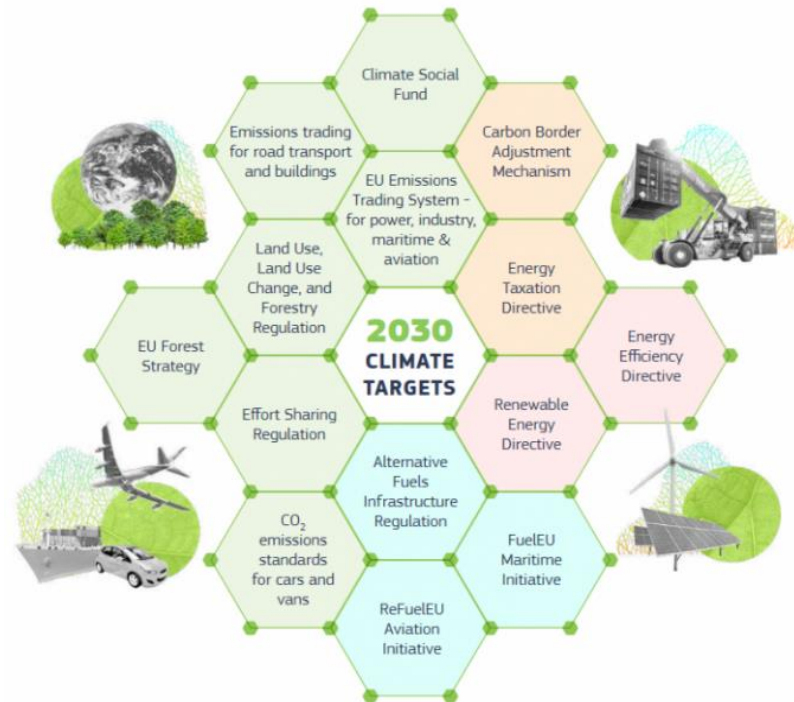 Climate Social
Fund
Emissions trading
for road transport
and buildings
Carbon Border
Adjustment
Mechanism
EU Emissions
Trading System –
for power, industry,
maritime &
aviation
Land Use,
Land Use
Change, and
Forestry
Regulation
Energy
Taxation
Directive
EU Forest
Strategy
2030
CLIMATE
TARGETS
Energy
Efficiency
Directive
Effort Sharing
Regulation
Renewable
Energy
Directive
Alternative
Fuels
Infrastructure
Regulation
CO₂
emissions
standards
for cars and
vans
FuelEU
Maritime
Initiative
ReFuelEU
Aviation
Initiative